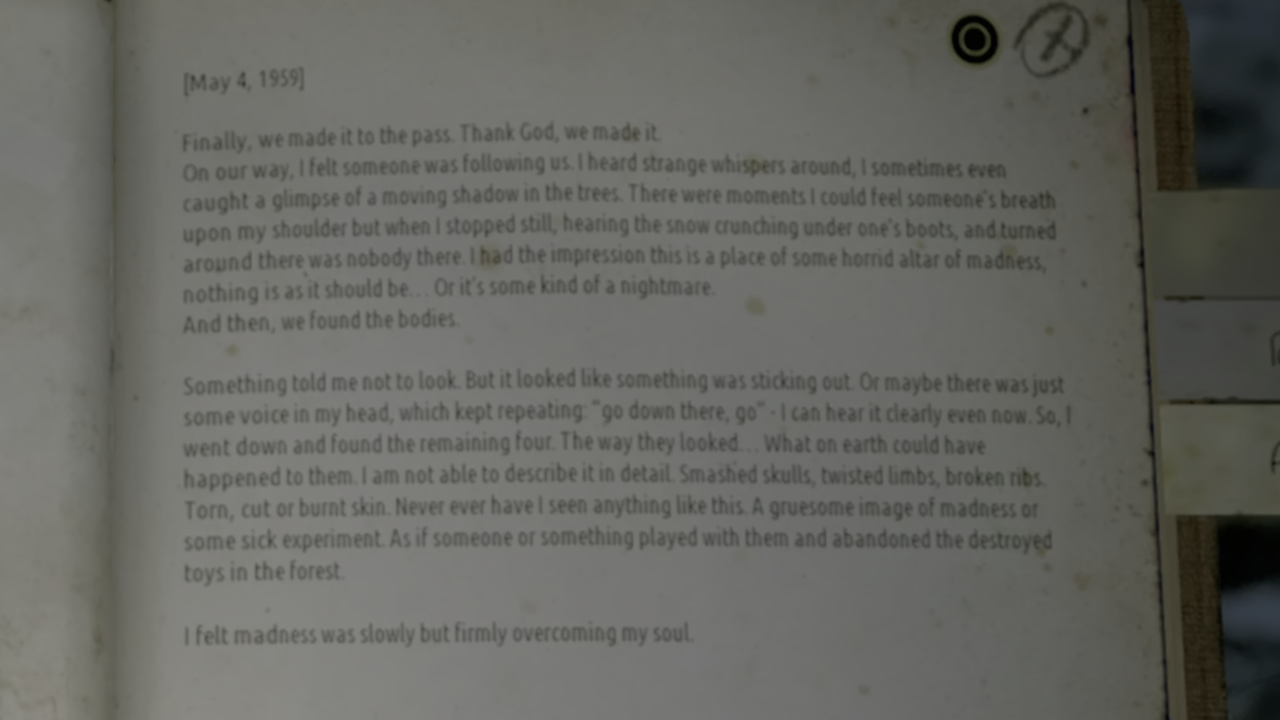 [May 4, 1959]
Finally, we made it to the pass. Thank God, we made it.
On our way, I felt someone was following us. I heard strange whispers around, I sometimes even
caught a glimpse of a moving shadow in the trees. There were moments I could feel someone's breath
upon my shoulder but when I stopped still, hearing the snow crunching under one's boots, and turned
around there was nobody there. I had the impression this is a place of some horrid altar of madness,
nothing is as it should be... Or it's some kind of a nightmare.
And then, we found the bodies.
Something told me not to look. But it looked like something was sticking out. Or maybe there was just
some voice in my head, which kept repeating: "go down there, go" - I can hear it clearly even now. So, I
went down and found the remaining four. The way they looked... What on earth could have
happened to them. I am not able to describe it in detail. Smashed skulls, twisted limbs, broken ribs.
Torn, cut or burnt skin. Never ever have I seen anything like this. A gruesome image of madness or
some sick experiment. As if someone or something played with them and abandoned the destroyed
toys in the forest.
I felt madness was slowly but firmly overcoming my soul.